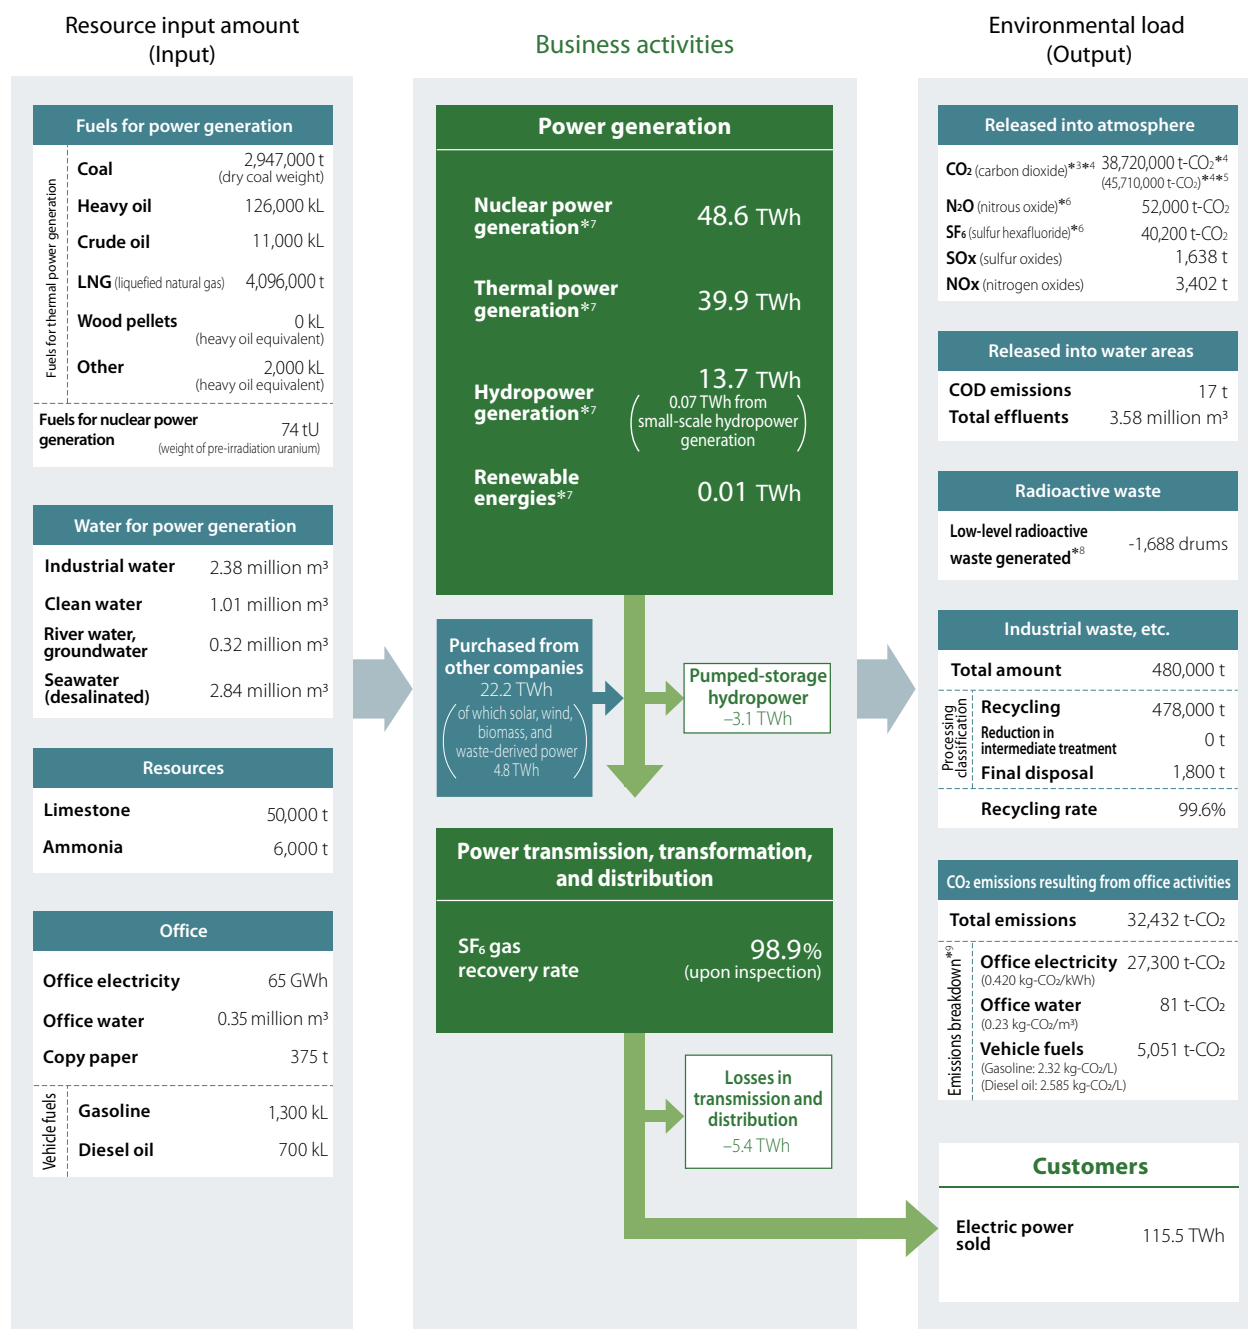 Resource input amount
(Input)
Fuels for power generation
Fuels for thermal power generation
Coal 2,947,000 t
(dry coal weight)
Heavy oil 126,000 kL
Crude oil 11,000 kL
LNG (liquefied natural gas) 4,096,000 t
Wood pellets 0 kL
(heavy oil equivalent)
Other 2,000 kL
(heavy oil equivalent)
Fuels for nuclear power
generation 74 tU
(weight of pre-irradiation uranium)
Water for power generation
Industrial water 2.38 million m³
Clean water 1.01 million m³
River water,
groundwater 0.32 million m³
Seawater
(desalinated) 2.84 million m³
Resources
Limestone 50,000 t
Ammonia 6,000 t
Office
Office electricity 65 GWh
Office water 0.35 million m³
Copy paper 375 t
Vehicle fuels
Gasoline 1,300 kL
Diesel oil 700 kL
Business activities
Power generation
Nuclear power
generation*7 48.6 TWh
Thermal power
generation*7 39.9 TWh
Hydropower
generation*7 13.7 TWh
(0.07 TWh from
small-scale hydropower
generation)
Renewable
energies*7 0.01 TWh
Purchased from
other companies
22.2 TWh
(of which solar, wind,
biomass, and
waste-derived power
4.8 TWh)
Pumped-storage
hydropower
–3.1 TWh
Power transmission, transformation,
and distribution
SF₆ gas
recovery rate 98.9%
(upon inspection)
Losses in
transmission and
distribution
–5.4 TWh
Environmental load
(Output)
Released into atmosphere
CO₂ (carbon dioxide)*3*4 38,720,000 t-CO₂*4
(45,710,000 t-CO₂)*4*5
N₂O (nitrous oxide)*6 52,000 t-CO₂
SF₆ (sulfur hexafluoride)*6 40,200 t-CO₂
SOx (sulfur oxides) 1,638 t
NOx (nitrogen oxides) 3,402 t
Released into water areas
COD emissions 17 t
Total effluents 3.58 million m³
Radioactive waste
Low-level radioactive
waste generated*8 -1,688 drums
Industrial waste, etc.
Total amount 480,000 t
Processing
classification
Recycling 478,000 t
Reduction in
intermediate treatment 0 t
Final disposal 1,800 t
Recycling rate 99.6%
CO₂ emissions resulting from office activities
Total emissions 32,432 t-CO₂
Emissions breakdown*9
Office electricity 27,300 t-CO₂
(0.420 kg-CO₂/kWh)
Office water 81 t-CO₂
(0.23 kg-CO₂/m³)
Vehicle fuels 5,051 t-CO₂
(Gasoline: 2.32 kg-CO₂/L)
(Diesel oil: 2.585 kg-CO₂/L)
Customers
Electric power
sold 115.5 TWh